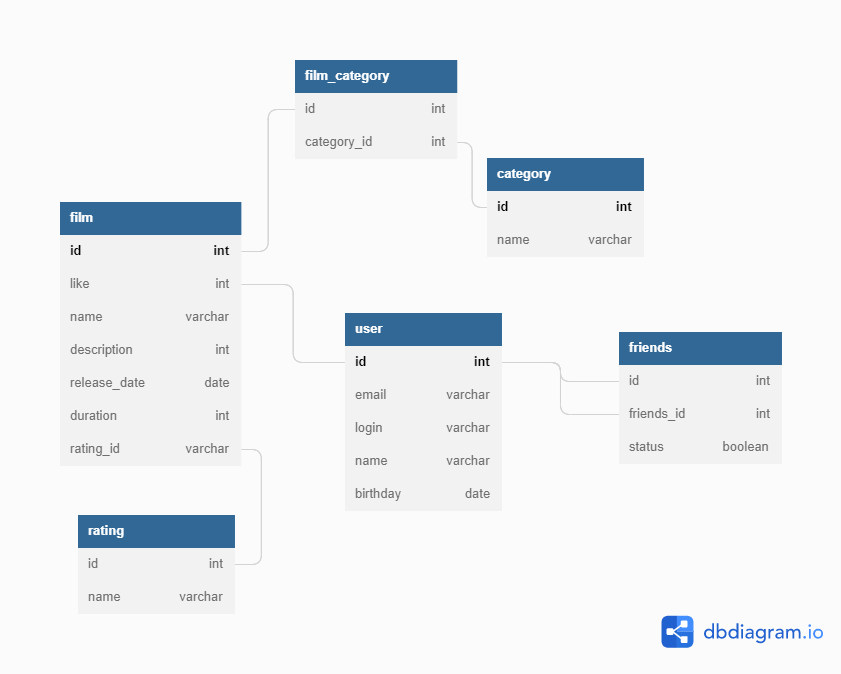 film_category
id int
category_id int
category
id int
name varchar
film
id int
like int
name varchar
description int
release_date date
duration int
rating_id varchar
user
id int
email varchar
login varchar
name varchar
birthday date
friends
id int
friends_id int
status boolean
rating
id int
name varchar
dbdiagram.io